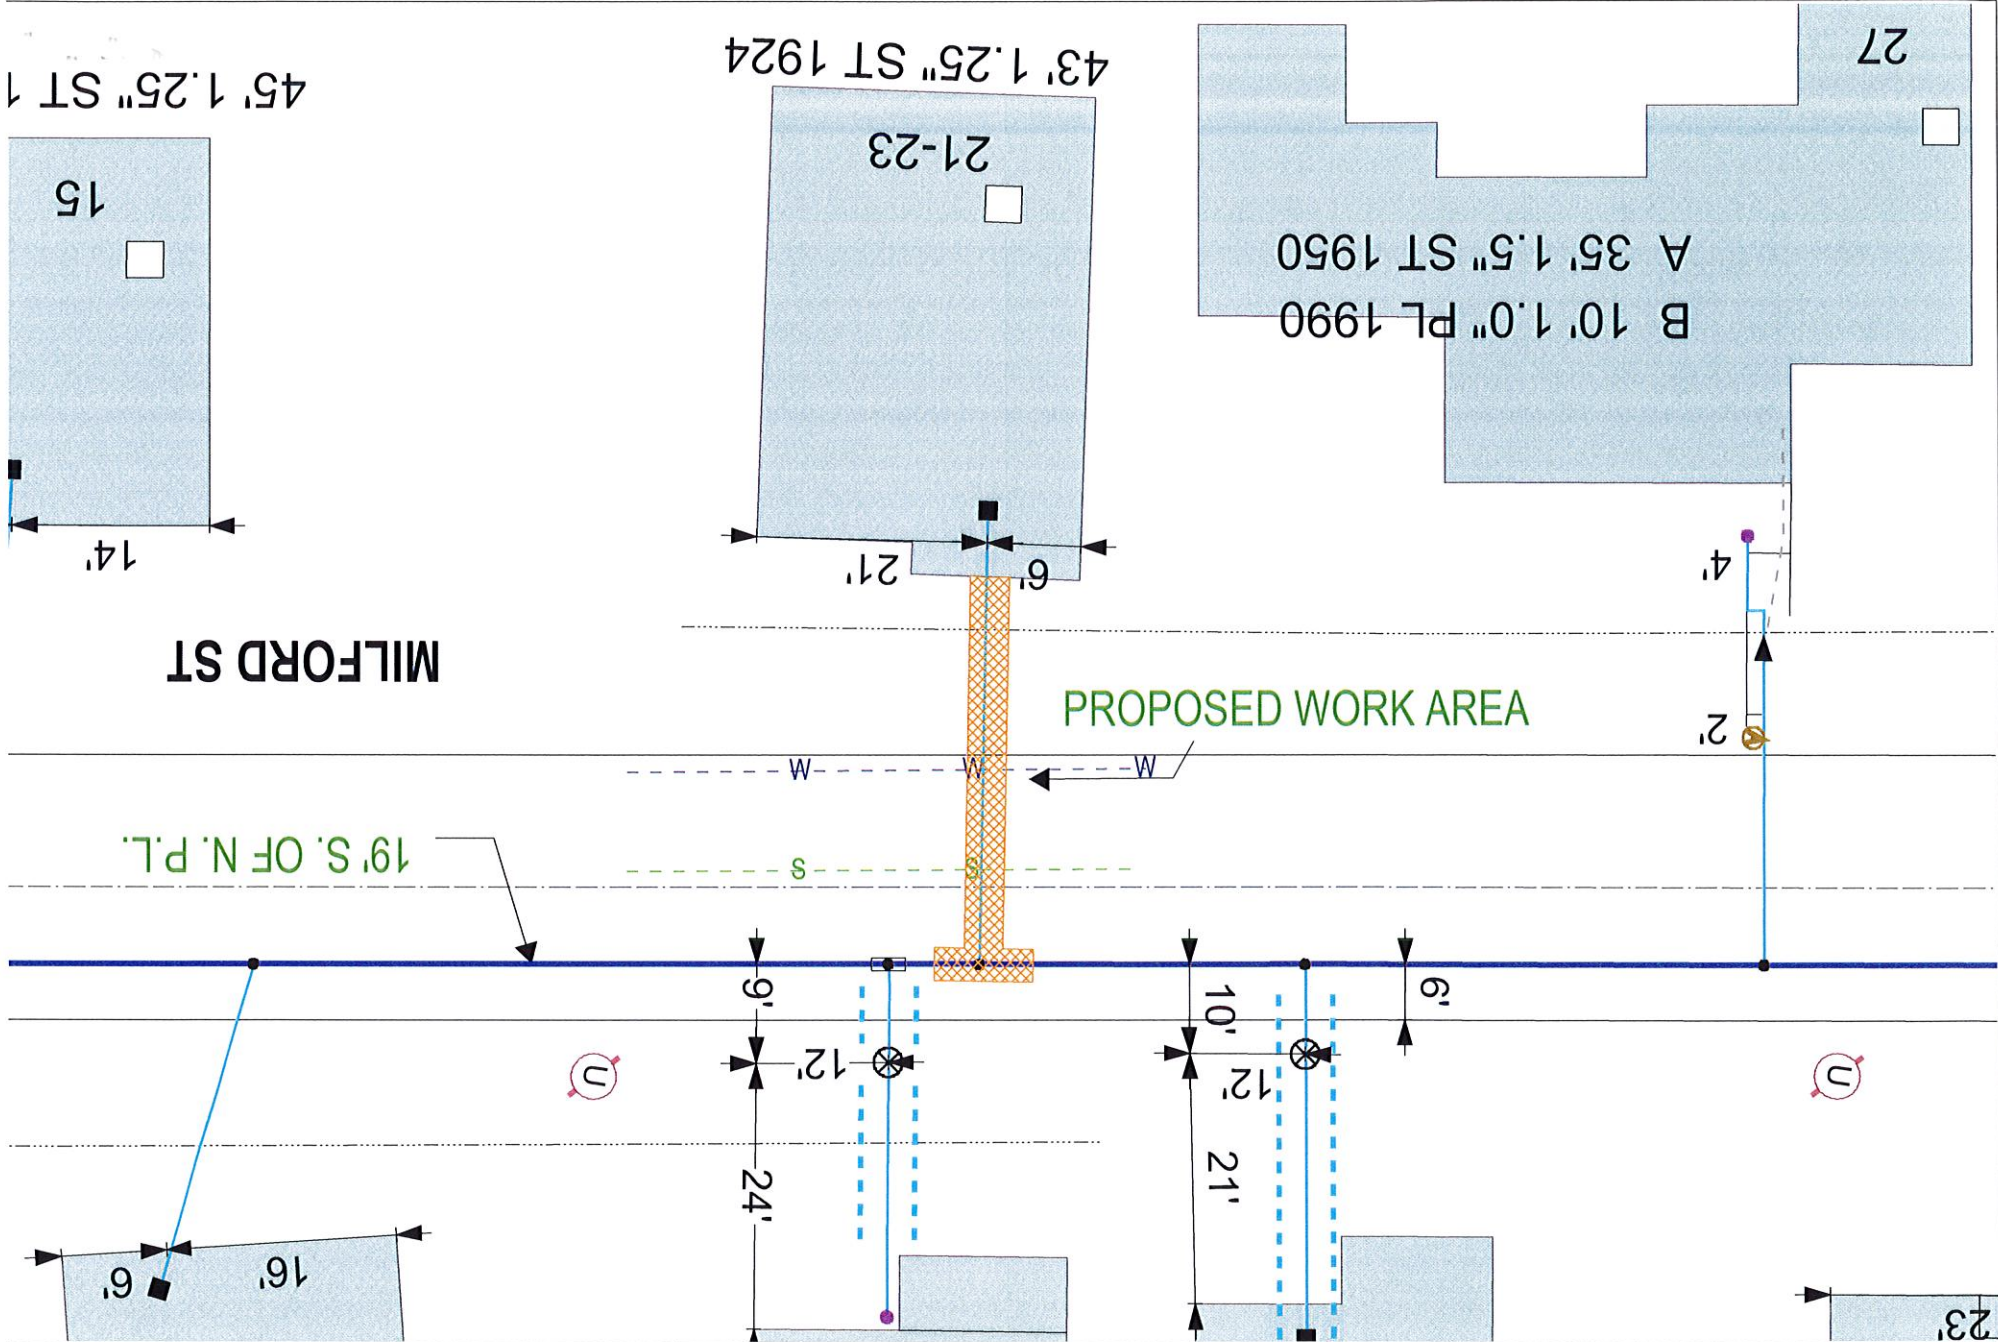 45' 1.25" ST 1
43' 1.25" ST 1924
27
15
21-23
A 35' 1.5" ST 1950
B 10' 1.0" PL 1990
14'
21'
6'
4'
MILFORD ST
PROPOSED WORK AREA
2'
W W W
19' S. OF N. P.L.
S S
9'
10'
6'
12'
12'
U
U
24'
21'
6'
16'
23'